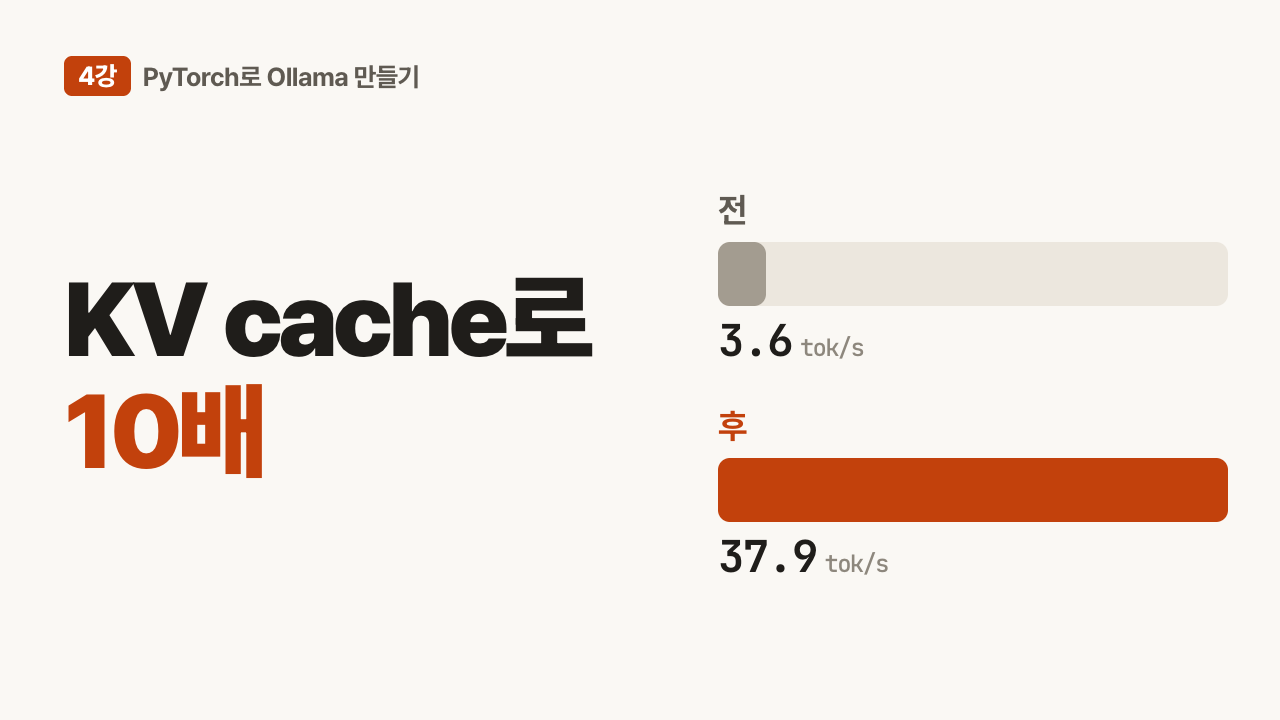 4강 PyTorch로 Ollama 만들기
KV cache로
10배
전
3.6 tok/s
후
37.9 tok/s